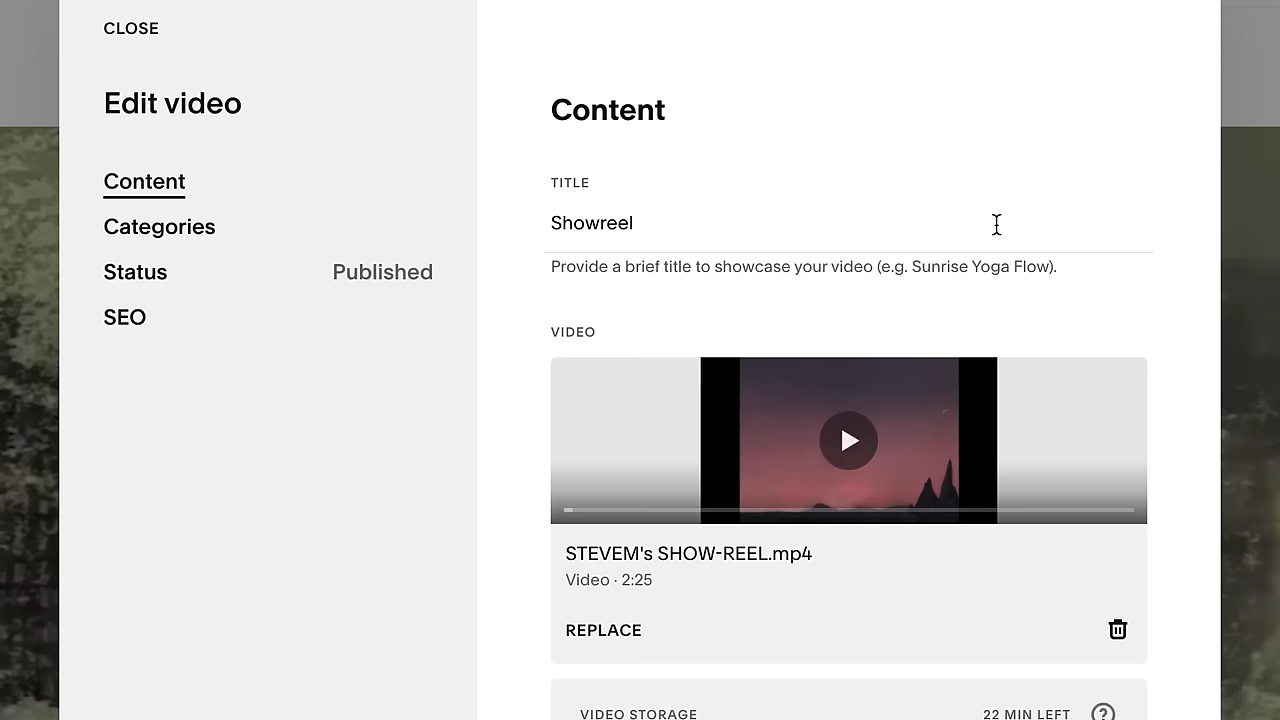 CLOSE
Edit video
Content
Categories
Status Published
SEO
Content
TITLE
Showreel
Provide a brief title to showcase your video (e.g. Sunrise Yoga Flow).
VIDEO
STEVEM's SHOW-REEL.mp4
Video · 2:25
REPLACE
VIDEO STORAGE 22 MIN LEFT ?